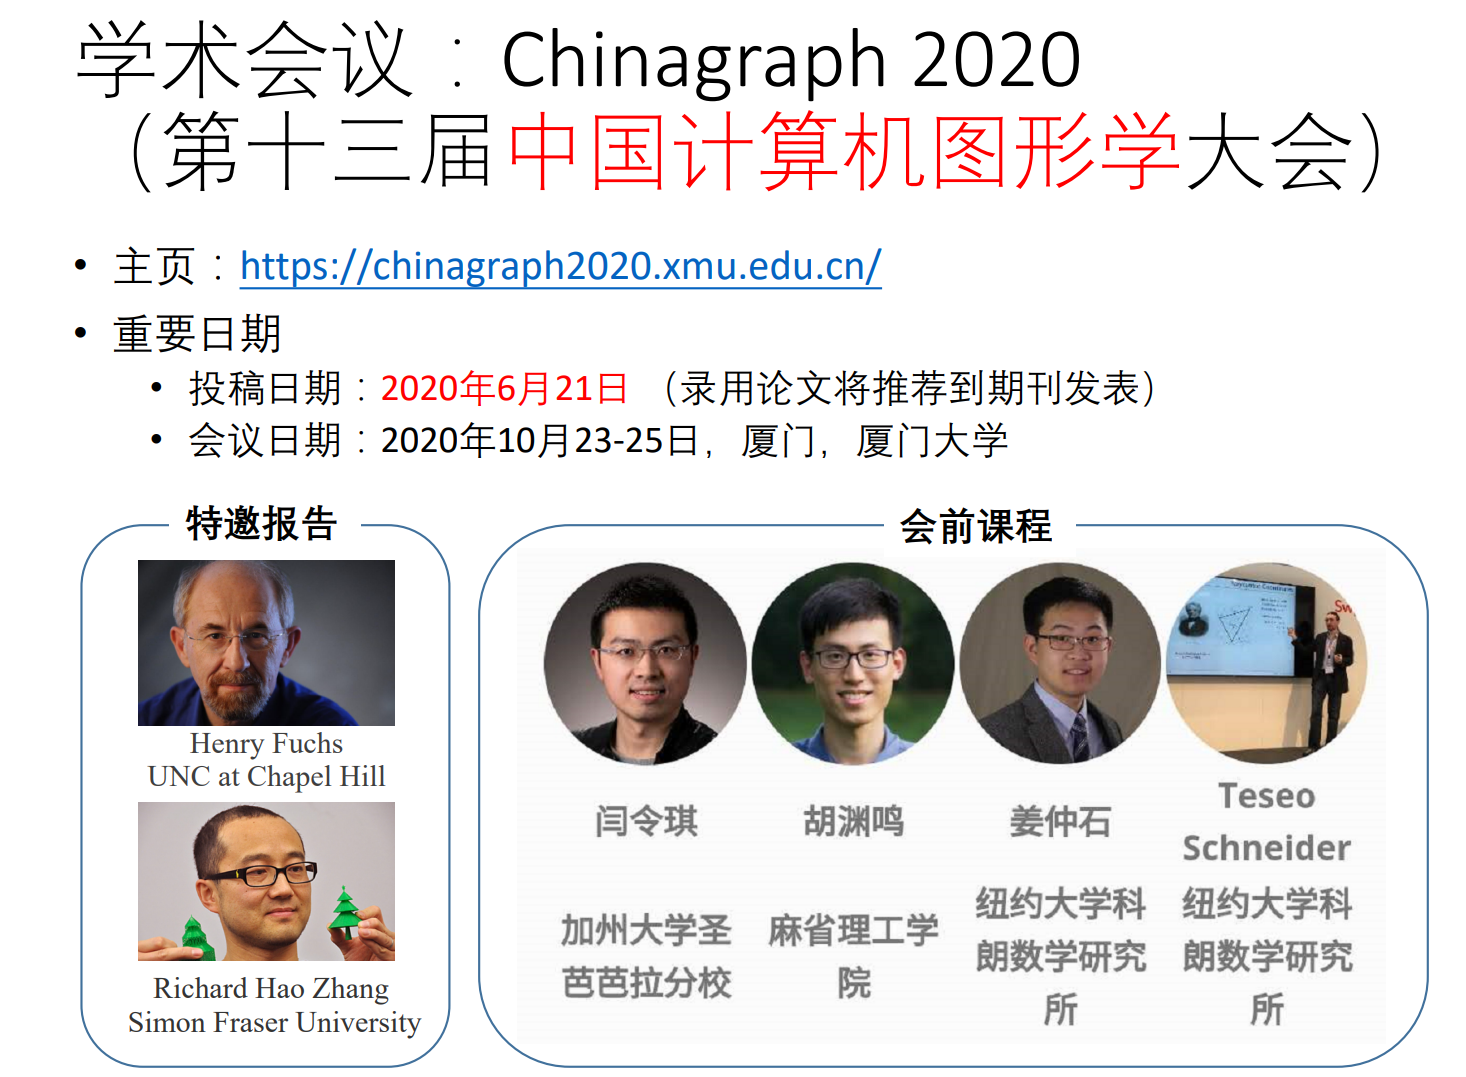 学术会议：Chinagraph 2020
（第十三届中国计算机图形学大会）
• 主页：https://chinagraph2020.xmu.edu.cn/
• 重要日期
• 投稿日期：2020年6月21日 （录用论文将推荐到期刊发表）
• 会议日期：2020年10月23-25日，厦门，厦门大学
特邀报告
Henry Fuchs
UNC at Chapel Hill
Richard Hao Zhang
Simon Fraser University
会前课程
闫令琪
加州大学圣
芭芭拉分校
胡渊鸣
麻省理工学
院
姜仲石
纽约大学科
朗数学研究
所
Teseo
Schneider
纽约大学科
朗数学研究
所